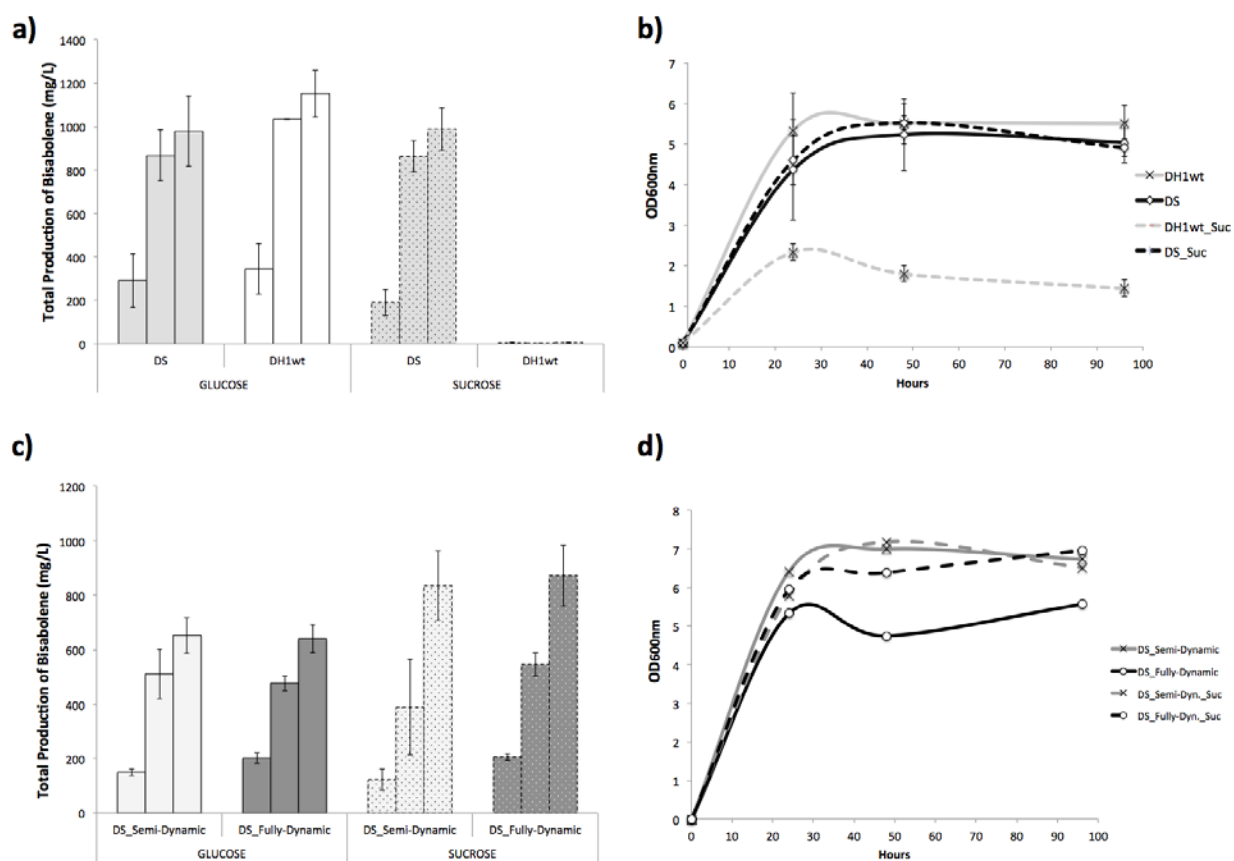 a)
Total Production of Bisabolene (mg/L)
1400
1200
1000
800
600
400
200
0
DS DH1wt DS DH1wt
GLUCOSE SUCROSE
b)
OD600nm
7
6
5
4
3
2
1
0
0 10 20 30 40 50 60 70 80 90 100
Hours
DH1wt
DS
DH1wt_Suc
DS_Suc
c)
Total Production of Bisabolene (mg/L)
1200
1000
800
600
400
200
0
DS_Semi-Dynamic DS_Fully-Dynamic DS_Semi-Dynamic DS_Fully-Dynamic
GLUCOSE SUCROSE
d)
OD600nm
8
7
6
5
4
3
2
1
0
0 10 20 30 40 50 60 70 80 90 100
Hours
DS_Semi-Dynamic
DS_Fully-Dynamic
DS_Semi-Dyn._Suc
DS_Fully-Dyn._Suc